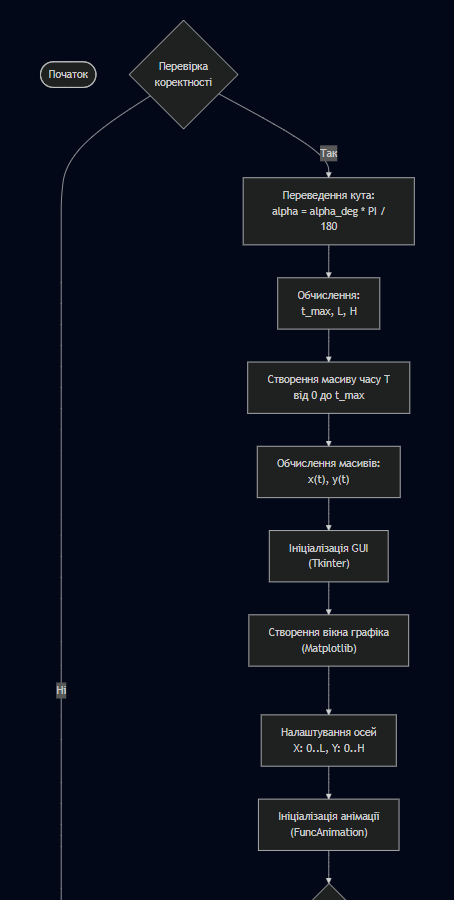 Початок
Перевірка
коректності
Так
Переведення кута:
alpha = alpha_deg * PI /
180
Обчислення:
t_max, L, H
Створення масиву часу T
від 0 до t_max
Обчислення масивів:
x(t), y(t)
Ініціалізація GUI
(Tkinter)
Створення вікна графіка
(Matplotlib)
Ні
Налаштування осей
X: 0..L, Y: 0..H
Ініціалізація анімації
(FuncAnimation)